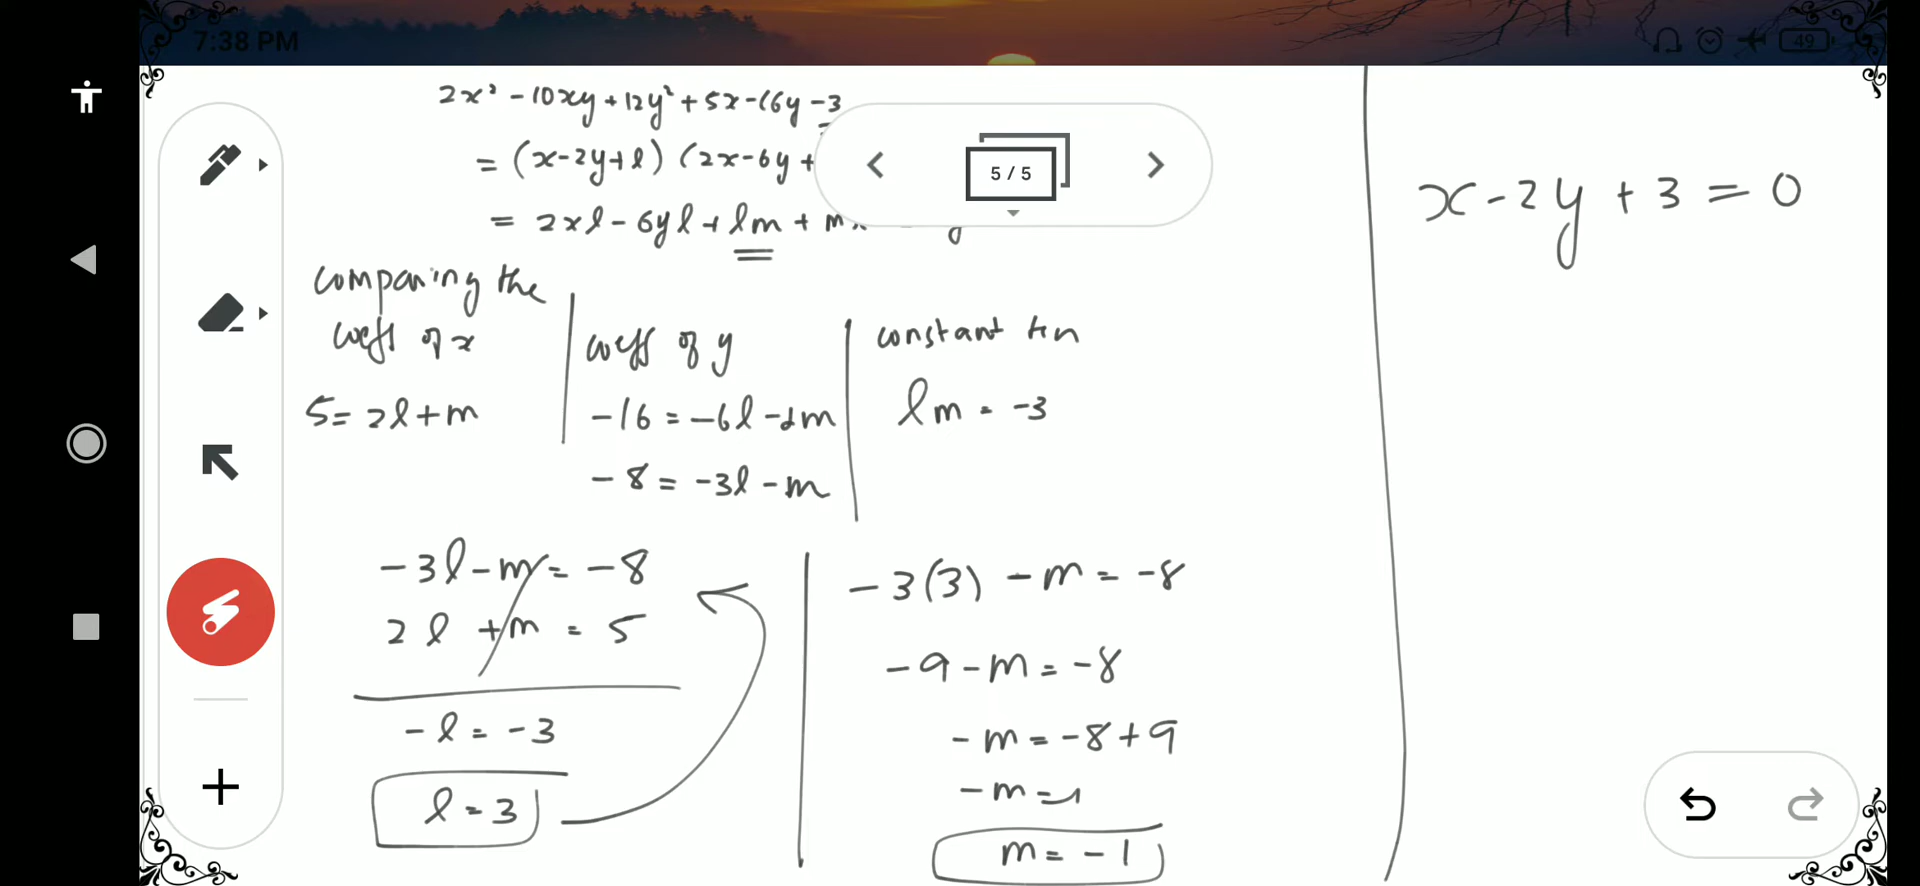 7:38 PM
49
2x² - 10xy + 12y² + 5x - 16y - 3
= (x - 2y + l) (2x - 6y +
= 2xl - 6yl + lm + m
5 / 5
x - 2y + 3 = 0
comparing the
coeff of x
5 = 2l + m
coeff of y
-16 = -6l - 2m
-8 = -3l - m
constant
lm = -3
-3l - m = -8
2l + m = 5
-l = -3
l = 3
-3(3) - m = -8
-9 - m = -8
-m = -8 + 9
-m = 1
m = -1